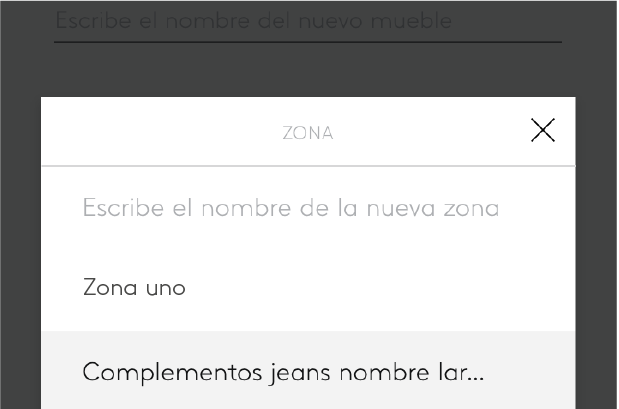 Escribe el nombre del nuevo mueble
ZONA
Escribe el nombre de la nueva zona
Zona uno
Complementos jeans nombre lar...